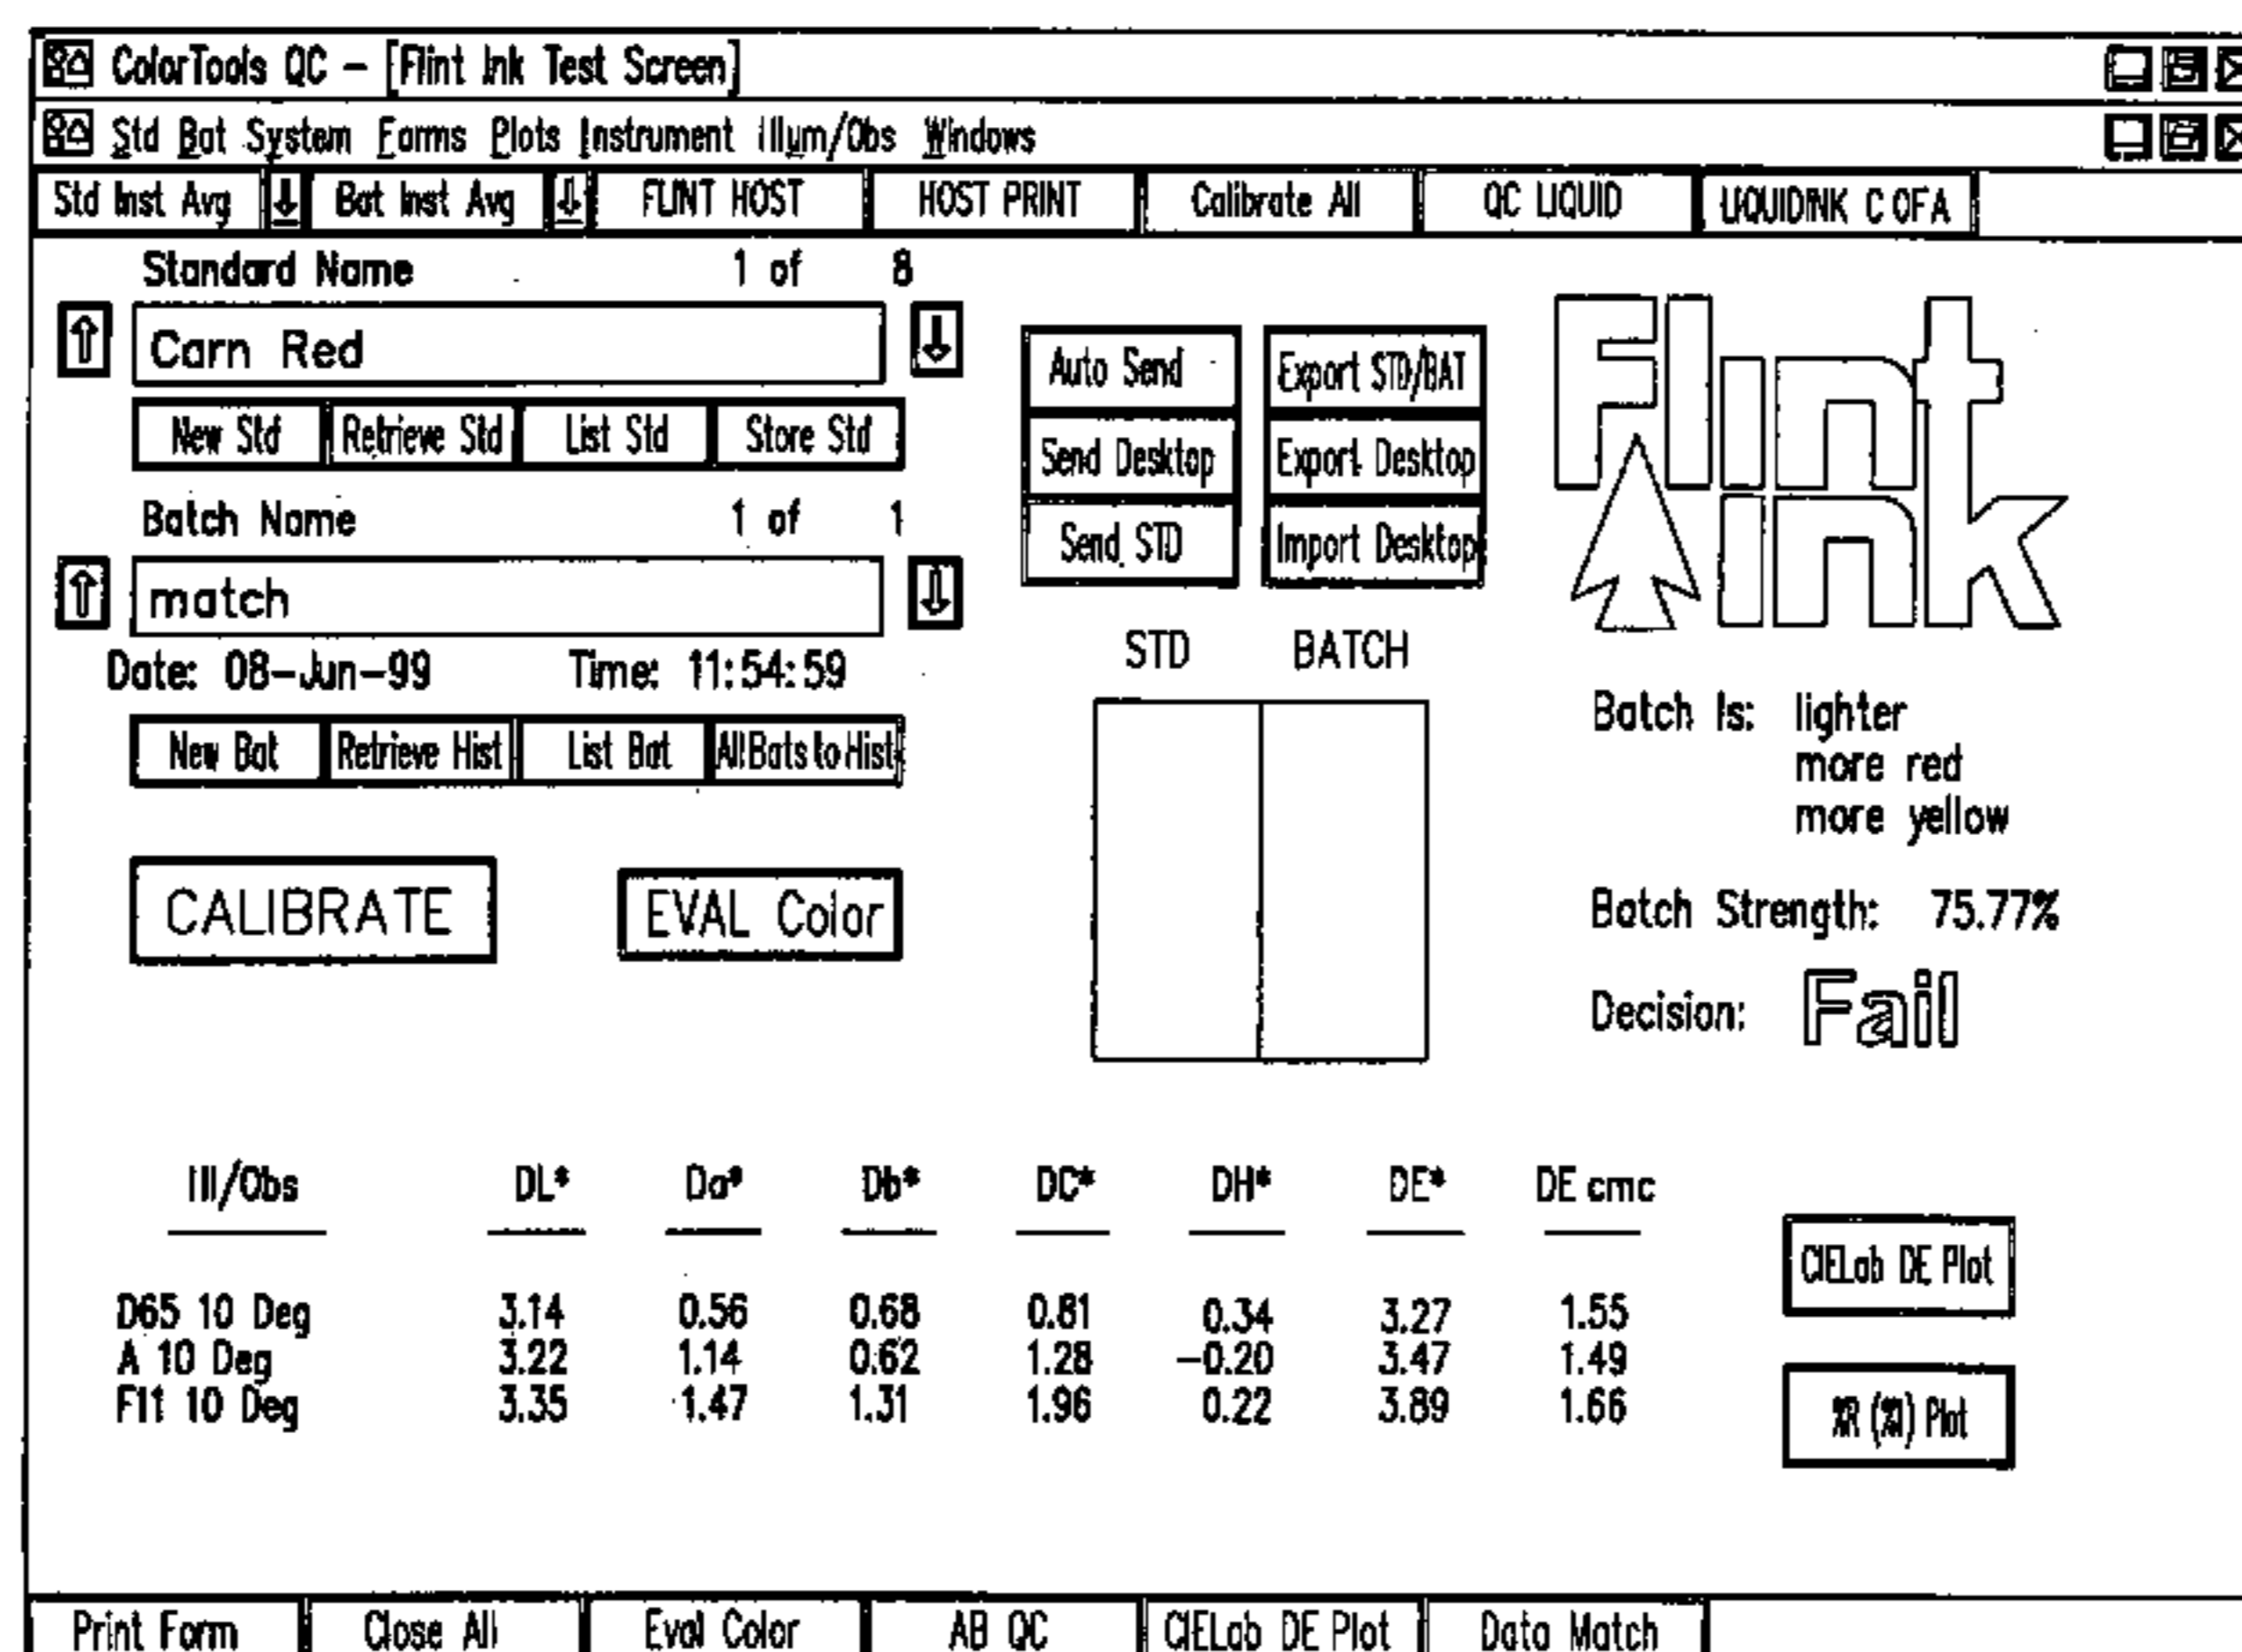 ColorTools QC - [Flint Ink Test Screen]
Std Bat System Forms Plots Instrument Illum/Obs Windows
Std Inst Avg Bat Inst Avg FLINT HOST HOST PRINT Calibrate All QC LIQUID LIQUIDINK C OF A
Standard Name 1 of 8
Carn Red
New Std Retrieve Std List Std Store Std
Batch Name 1 of 1
match
Date: 08-Jun-99 Time: 11:54:59
New Bat Retrieve Hist List Bat All Bats to Hist
CALIBRATE EVAL Color
Auto Send Export STD/BAT
Send Desktop Export Desktop
Send STD Import Desktop
STD BATCH
Flint
ink
Batch Is: lighter
more red
more yellow
Batch Strength: 75.77%
Decision: Fail
Ill/Obs DL* Da* Db* DC* DH* DE* DE cmc
D65 10 Deg 3.14 0.56 0.68 0.81 0.34 3.27 1.55
A 10 Deg 3.22 1.14 0.62 1.28 -0.20 3.47 1.49
F11 10 Deg 3.35 1.47 1.31 1.96 0.22 3.89 1.66
CIELab DE Plot
%R Plot
Print Form Close All Eval Color AB QC CIELab DE Plot Data Match